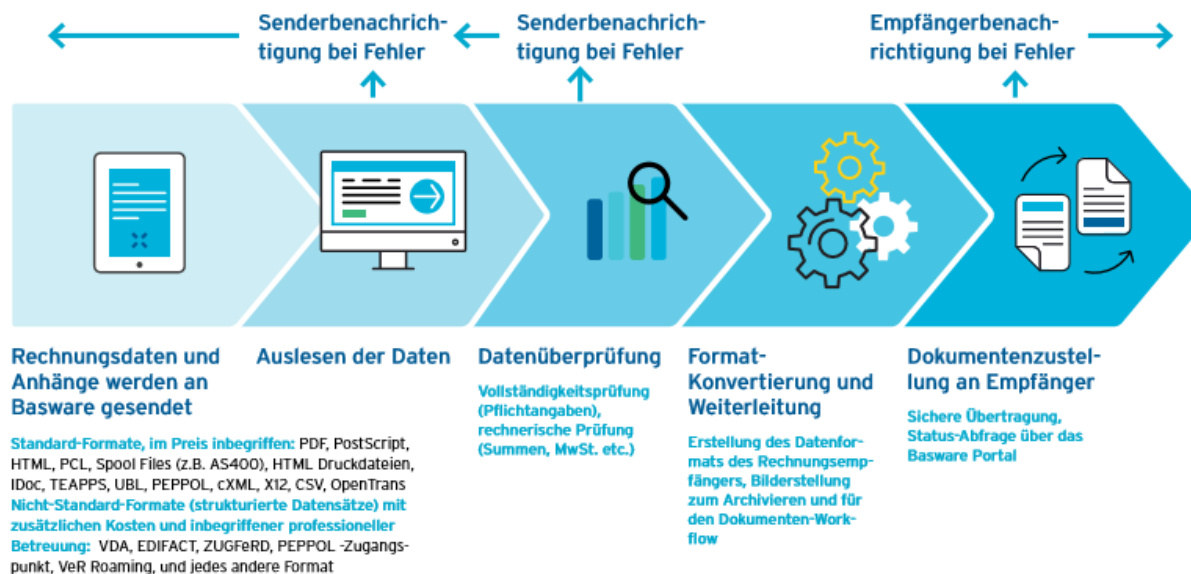 Senderbenachrich-
tigung bei Fehler
Senderbenachrich-
tigung bei Fehler
Empfängerbenach-
richtigung bei Fehler
Rechnungsdaten und
Anhänge werden an
Basware gesendet
Standard-Formate, im Preis inbegriffen: PDF, PostScript,
HTML, PCL, Spool Files (z.B. AS400), HTML Druckdateien,
IDoc, TEAPPS, UBL, PEPPOL, cXML, X12, CSV, OpenTrans
Nicht-Standard-Formate (strukturierte Datensätze) mit
zusätzlichen Kosten und inbegriffener professioneller
Betreuung: VDA, EDIFACT, ZUGFeRD, PEPPOL -Zugangs-
punkt, VeR Roaming, und jedes andere Format
Auslesen der Daten
Datenüberprüfung
Vollständigkeitsprüfung
(Pflichtangaben),
rechnerische Prüfung
(Summen, MwSt. etc.)
Format-
Konvertierung und
Weiterleitung
Erstellung des Datenfor-
mats des Rechnungsemp-
fängers, Bilderstellung
zum Archivieren und für
den Dokumenten-Work-
flow
Dokumentenzustel-
lung an Empfänger
Sichere Übertragung,
Status-Abfrage über das
Basware Portal